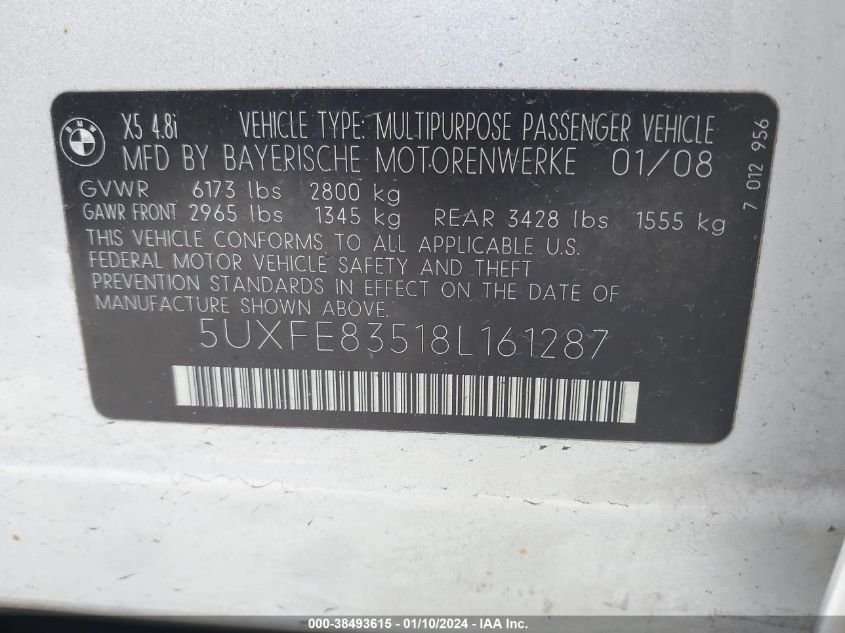 BMW
X5 4.8i VEHICLE TYPE: MULTIPURPOSE PASSENGER VEHICLE
MFD BY BAYERISCHE MOTORENWERKE 01/08
GVWR 6173 lbs 2800 kg
GAWR FRONT 2965 lbs 1345 kg REAR 3428 lbs 1555 kg
THIS VEHICLE CONFORMS TO ALL APPLICABLE U.S.
FEDERAL MOTOR VEHICLE SAFETY AND THEFT
PREVENTION STANDARDS IN EFFECT ON THE DATE OF
MANUFACTURE SHOWN ABOVE.
5UXFE83518L161287
7 012 956
000-38493615 - 01/10/2024 - IAA Inc.